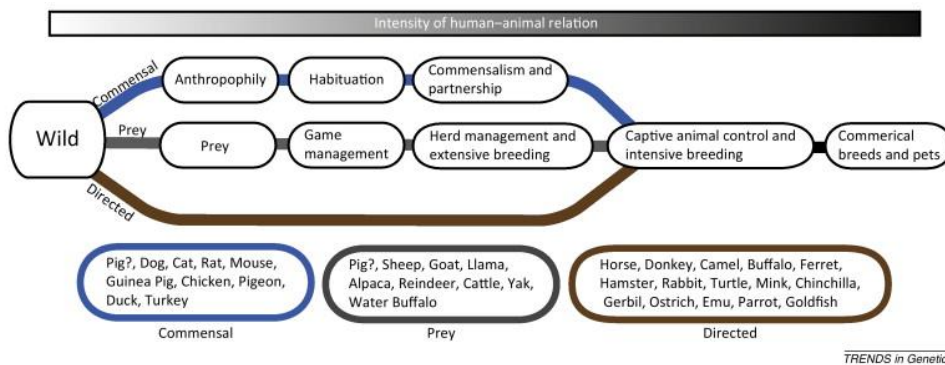 Intensity of human–animal relation
Commensal
Anthropophily
Habituation
Commensalism and
partnership
Wild
Prey
Prey
Game
management
Herd management and
extensive breeding
Captive animal control and
intensive breeding
Commerical
breeds and pets
Directed
Pig?, Dog, Cat, Rat, Mouse,
Guinea Pig, Chicken, Pigeon,
Duck, Turkey
Commensal
Pig?, Sheep, Goat, Llama,
Alpaca, Reindeer, Cattle, Yak,
Water Buffalo
Prey
Horse, Donkey, Camel, Buffalo, Ferret,
Hamster, Rabbit, Turtle, Mink, Chinchilla,
Gerbil, Ostrich, Emu, Parrot, Goldfish
Directed
TRENDS in Genetic